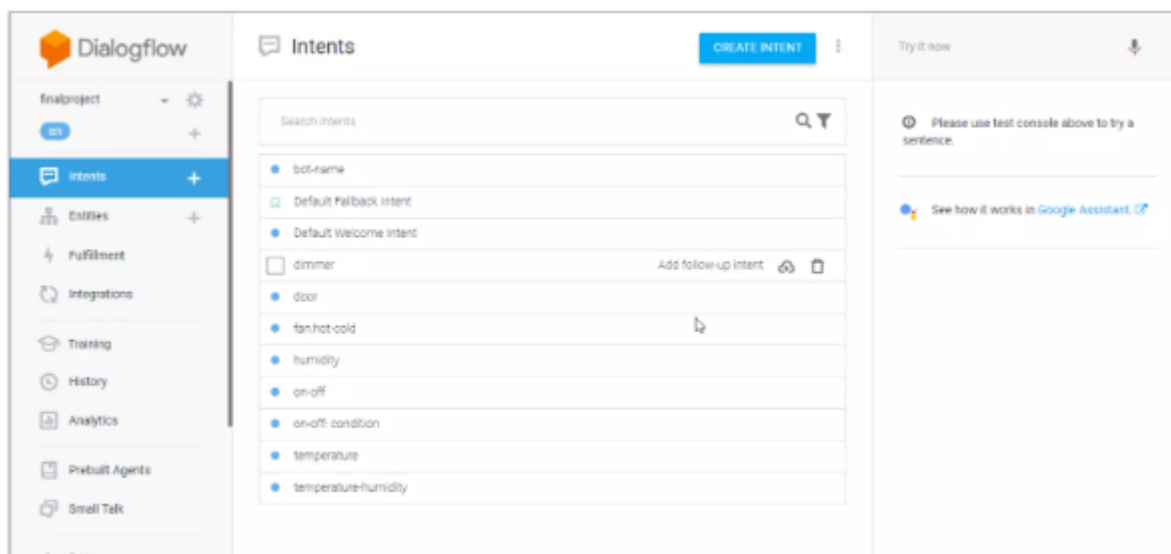 Dialogflow
finalproject
en
Intents
Entities
Fulfillment
Integrations
Training
History
Analytics
Prebuilt Agents
Small Talk
Intents
CREATE INTENT
Search intents
bot-name
Default Fallback Intent
Default Welcome Intent
dimmer Add follow-up intent
door
fan.hot-cold
humidity
on-off
on-off: condition
temperature
temperature-humidity
Try it now
Please use test console above to try a
sentence.
See how it works in Google Assistant.